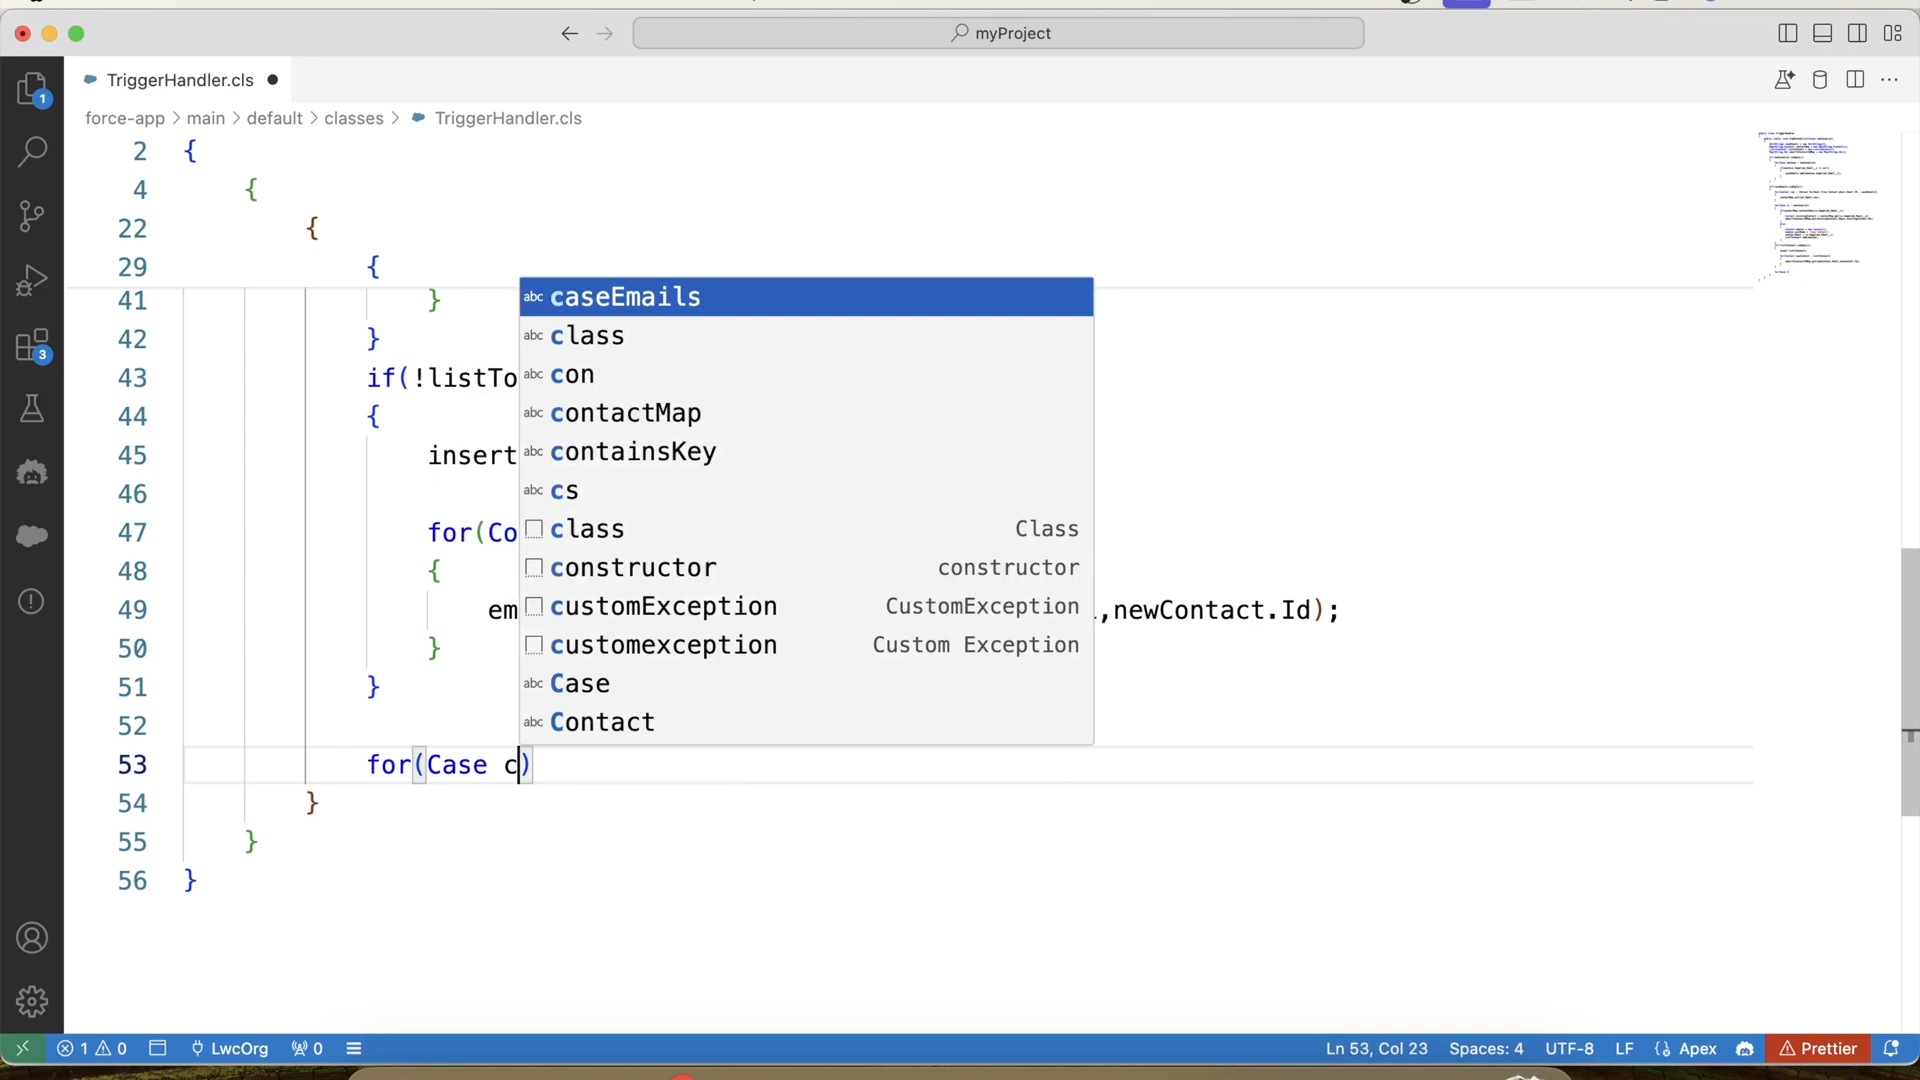 myProject
TriggerHandler.cls
force-app > main > default > classes > TriggerHandler.cls
1
3
2 {
4 {
22 {
29 {
41 }
42 }
43 if(!listTo
44 {
45 insert
46
47 for(Co
48 {
49 em ,newContact.Id);
50 }
51 }
52
53 for(Case c)
54 }
55 }
56 }
abc caseEmails
abc class
abc con
abc contactMap
abc containsKey
abc cs
class Class
constructor constructor
customException CustomException
customexception Custom Exception
abc Case
abc Contact
1 0 LwcOrg 0 Ln 53, Col 23 Spaces: 4 UTF-8 LF {} Apex Prettier